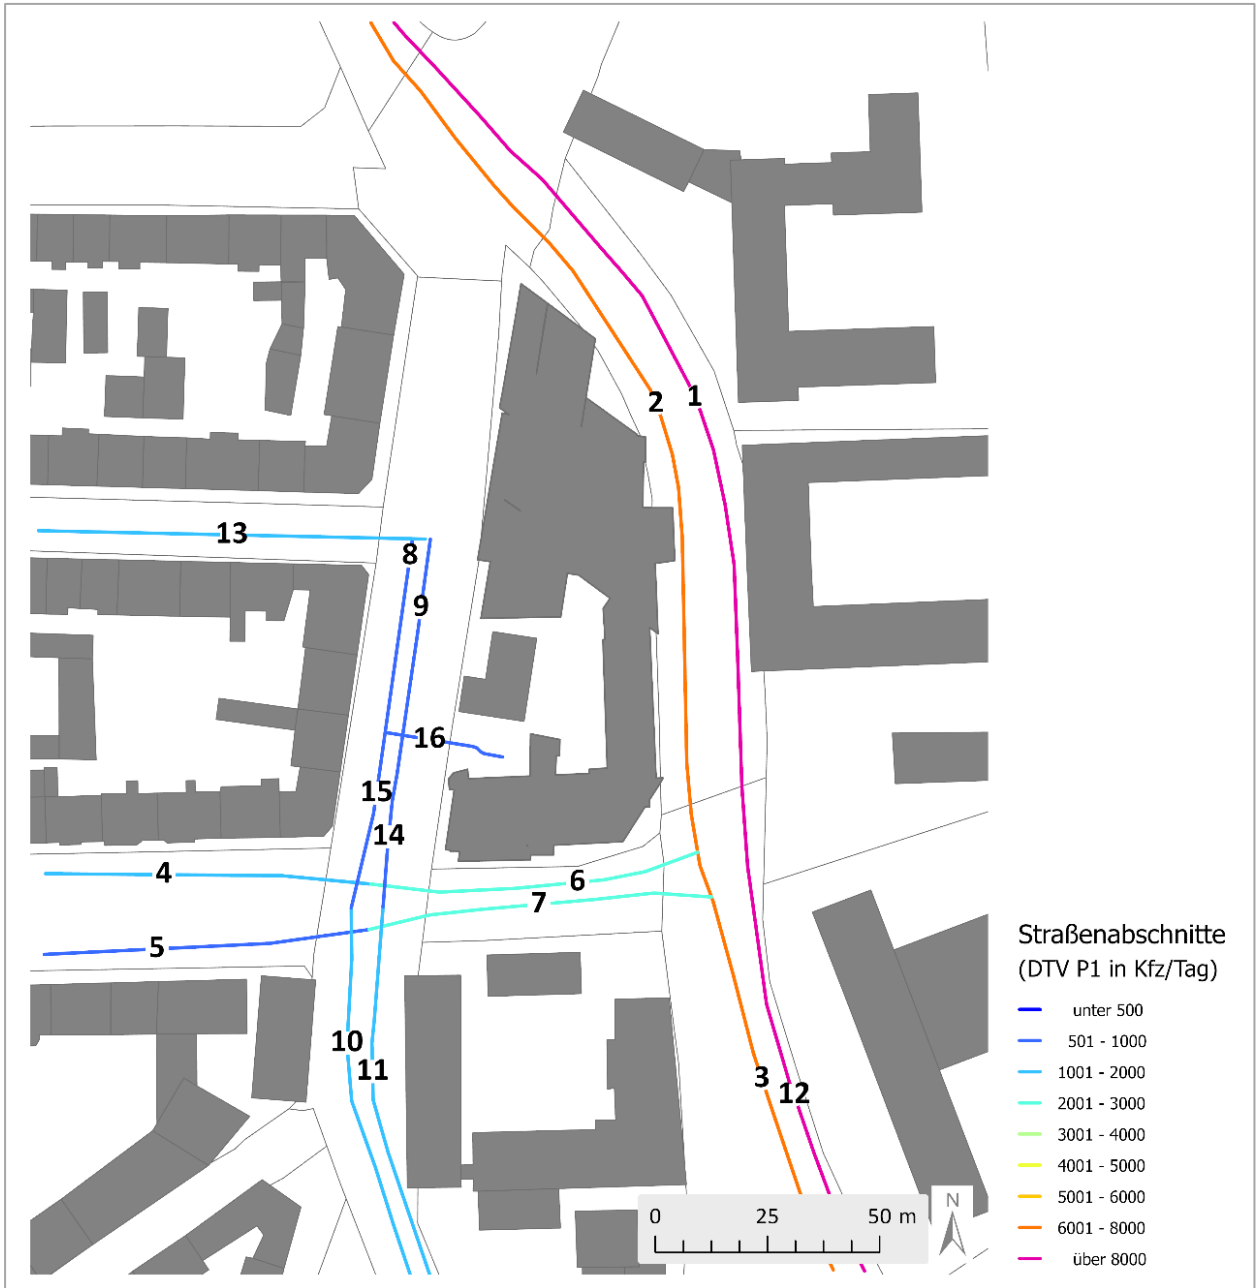 1
2
13
8
9
16
15
14
4
6
7
5
10
11
3
12
Straßenabschnitte
(DTV P1 in Kfz/Tag)
unter 500
501 - 1000
1001 - 2000
2001 - 3000
3001 - 4000
4001 - 5000
5001 - 6000
6001 - 8000
über 8000
0 25 50 m
N